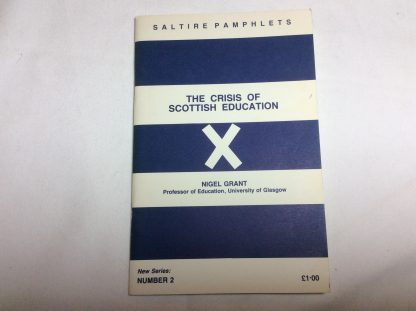 SALTIRE PAMPHLETS
THE CRISIS OF
SCOTTISH EDUCATION
NIGEL GRANT
Professor of Education, University of Glasgow
New Series:
NUMBER 2
£1·00